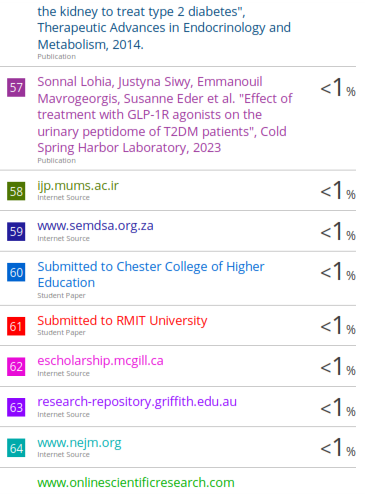 the kidney to treat type 2 diabetes",
Therapeutic Advances in Endocrinology and
Metabolism, 2014.
Publication
57
Sonnal Lohia, Justyna Siwy, Emmanouil
Mavrogeorgis, Susanne Eder et al. "Effect of
treatment with GLP-1R agonists on the
urinary peptidome of T2DM patients", Cold
Spring Harbor Laboratory, 2023
Publication
<1%
58
ijp.mums.ac.ir
Internet Source
<1%
59
www.semdsa.org.za
Internet Source
<1%
60
Submitted to Chester College of Higher
Education
Student Paper
<1%
61
Submitted to RMIT University
Student Paper
<1%
62
escholarship.mcgill.ca
Internet Source
<1%
63
research-repository.griffith.edu.au
Internet Source
<1%
64
www.nejm.org
Internet Source
<1%
www.onlinescientificresearch.com